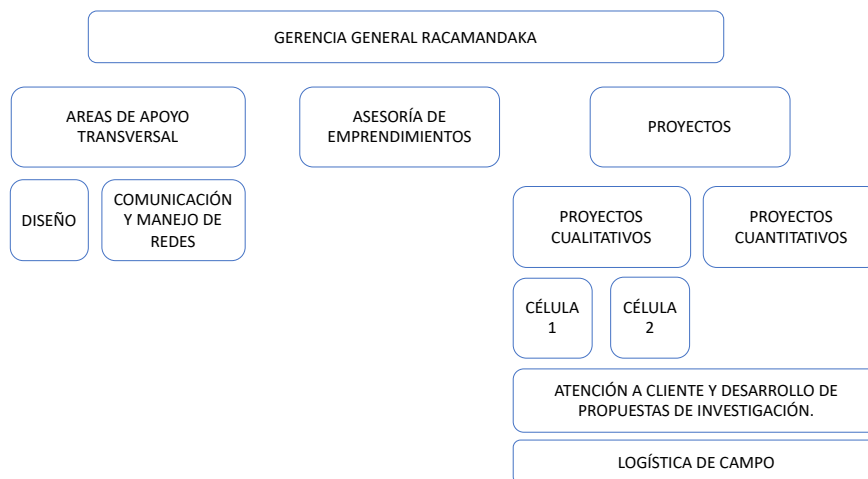 GERENCIA GENERAL RACAMANDAKA
AREAS DE APOYO
TRANSVERSAL
ASESORÍA DE
EMPRENDIMIENTOS
PROYECTOS
DISEÑO
COMUNICACIÓN
Y MANEJO DE
REDES
PROYECTOS
CUALITATIVOS
PROYECTOS
CUANTITATIVOS
CÉLULA
1
CÉLULA
2
ATENCIÓN A CLIENTE Y DESARROLLO DE
PROPUESTAS DE INVESTIGACIÓN.
LOGÍSTICA DE CAMPO